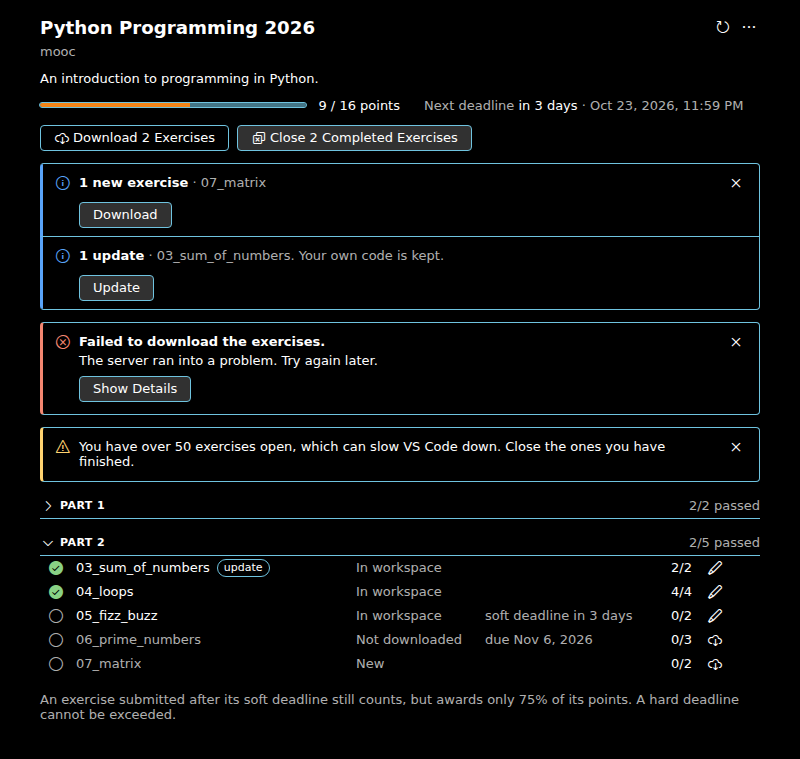 Python Programming 2026
mooc
An introduction to programming in Python.
9 / 16 points Next deadline in 3 days · Oct 23, 2026, 11:59 PM
Download 2 Exercises Close 2 Completed Exercises
1 new exercise · 07_matrix
Download
1 update · 03_sum_of_numbers. Your own code is kept.
Update
Failed to download the exercises.
The server ran into a problem. Try again later.
Show Details
You have over 50 exercises open, which can slow VS Code down. Close the ones you have
finished.
PART 1 2/2 passed
PART 2 2/5 passed
03_sum_of_numbers update In workspace 2/2
04_loops In workspace 4/4
05_fizz_buzz In workspace soft deadline in 3 days 0/2
06_prime_numbers Not downloaded due Nov 6, 2026 0/3
07_matrix New 0/2
An exercise submitted after its soft deadline still counts, but awards only 75% of its points. A hard deadline
cannot be exceeded.